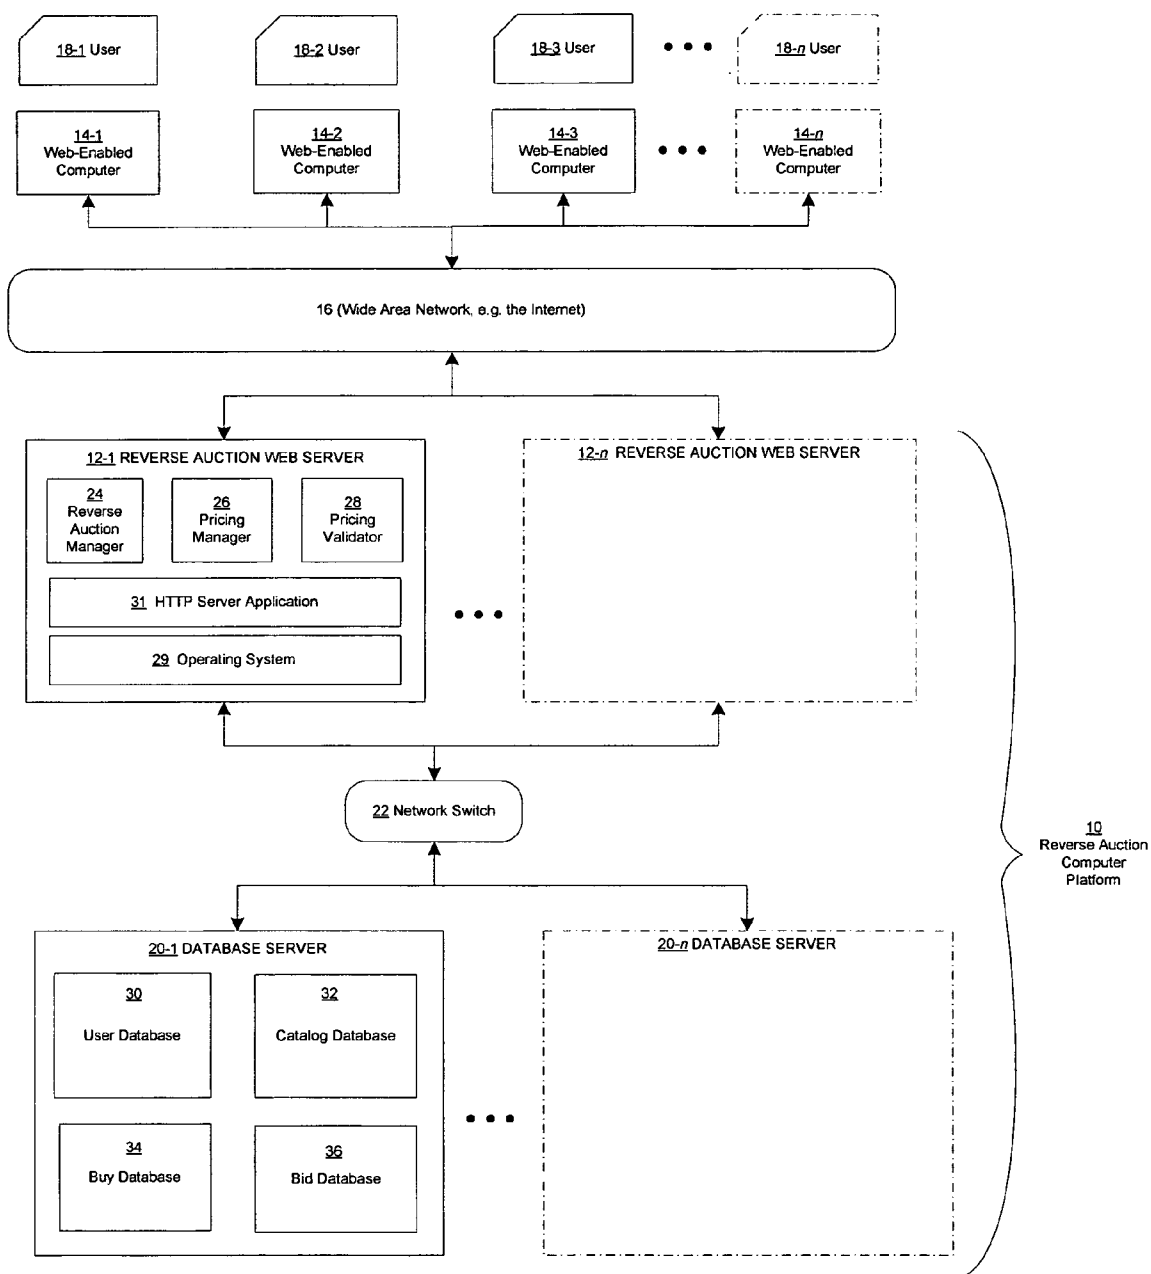 18-1 User
18-2 User
18-3 User
18-n User
14-1
Web-Enabled
Computer
14-2
Web-Enabled
Computer
14-3
Web-Enabled
Computer
14-n
Web-Enabled
Computer
16 (Wide Area Network, e.g. the Internet)
12-1 REVERSE AUCTION WEB SERVER
24
Reverse
Auction
Manager
26
Pricing
Manager
28
Pricing
Validator
31 HTTP Server Application
29 Operating System
12-n REVERSE AUCTION WEB SERVER
22 Network Switch
10
Reverse Auction
Computer
Platform
20-1 DATABASE SERVER
30
User Database
32
Catalog Database
34
Buy Database
36
Bid Database
20-n DATABASE SERVER